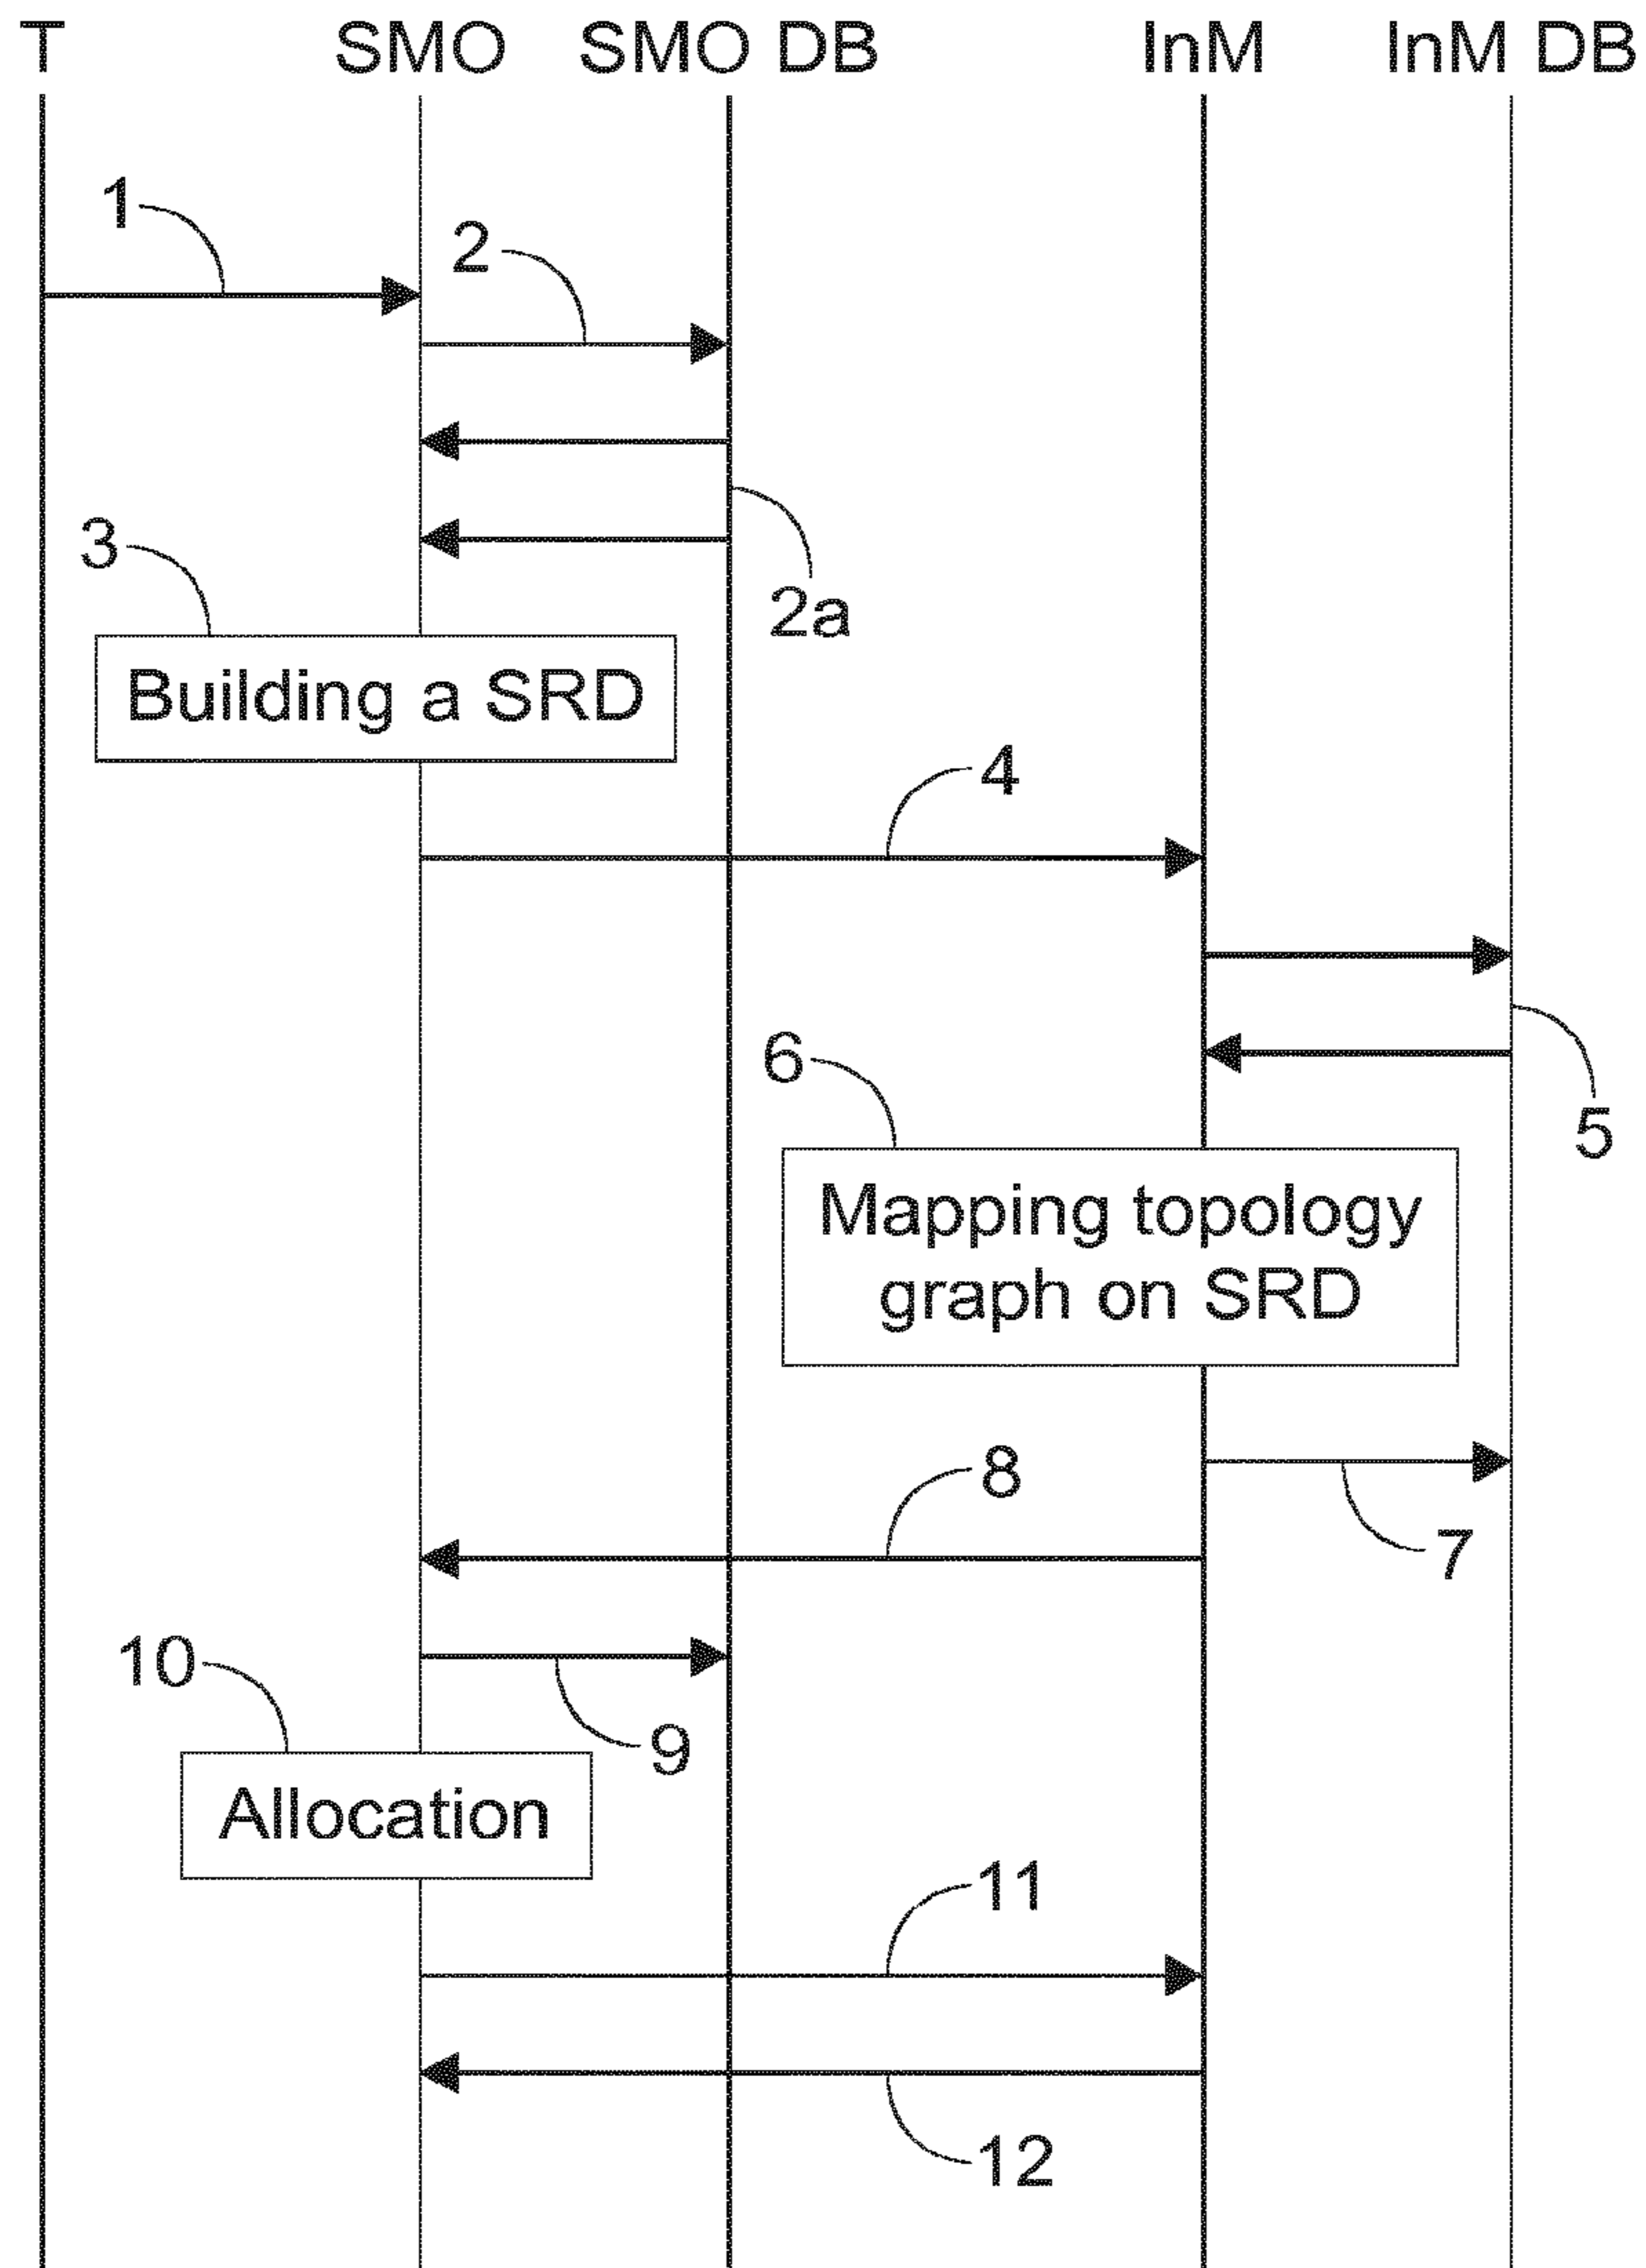 T SMO SMO DB InM InM DB
1
2
2a
3
Building a SRD
4
5
6
Mapping topology
graph on SRD
7
8
9
10
Allocation
11
12